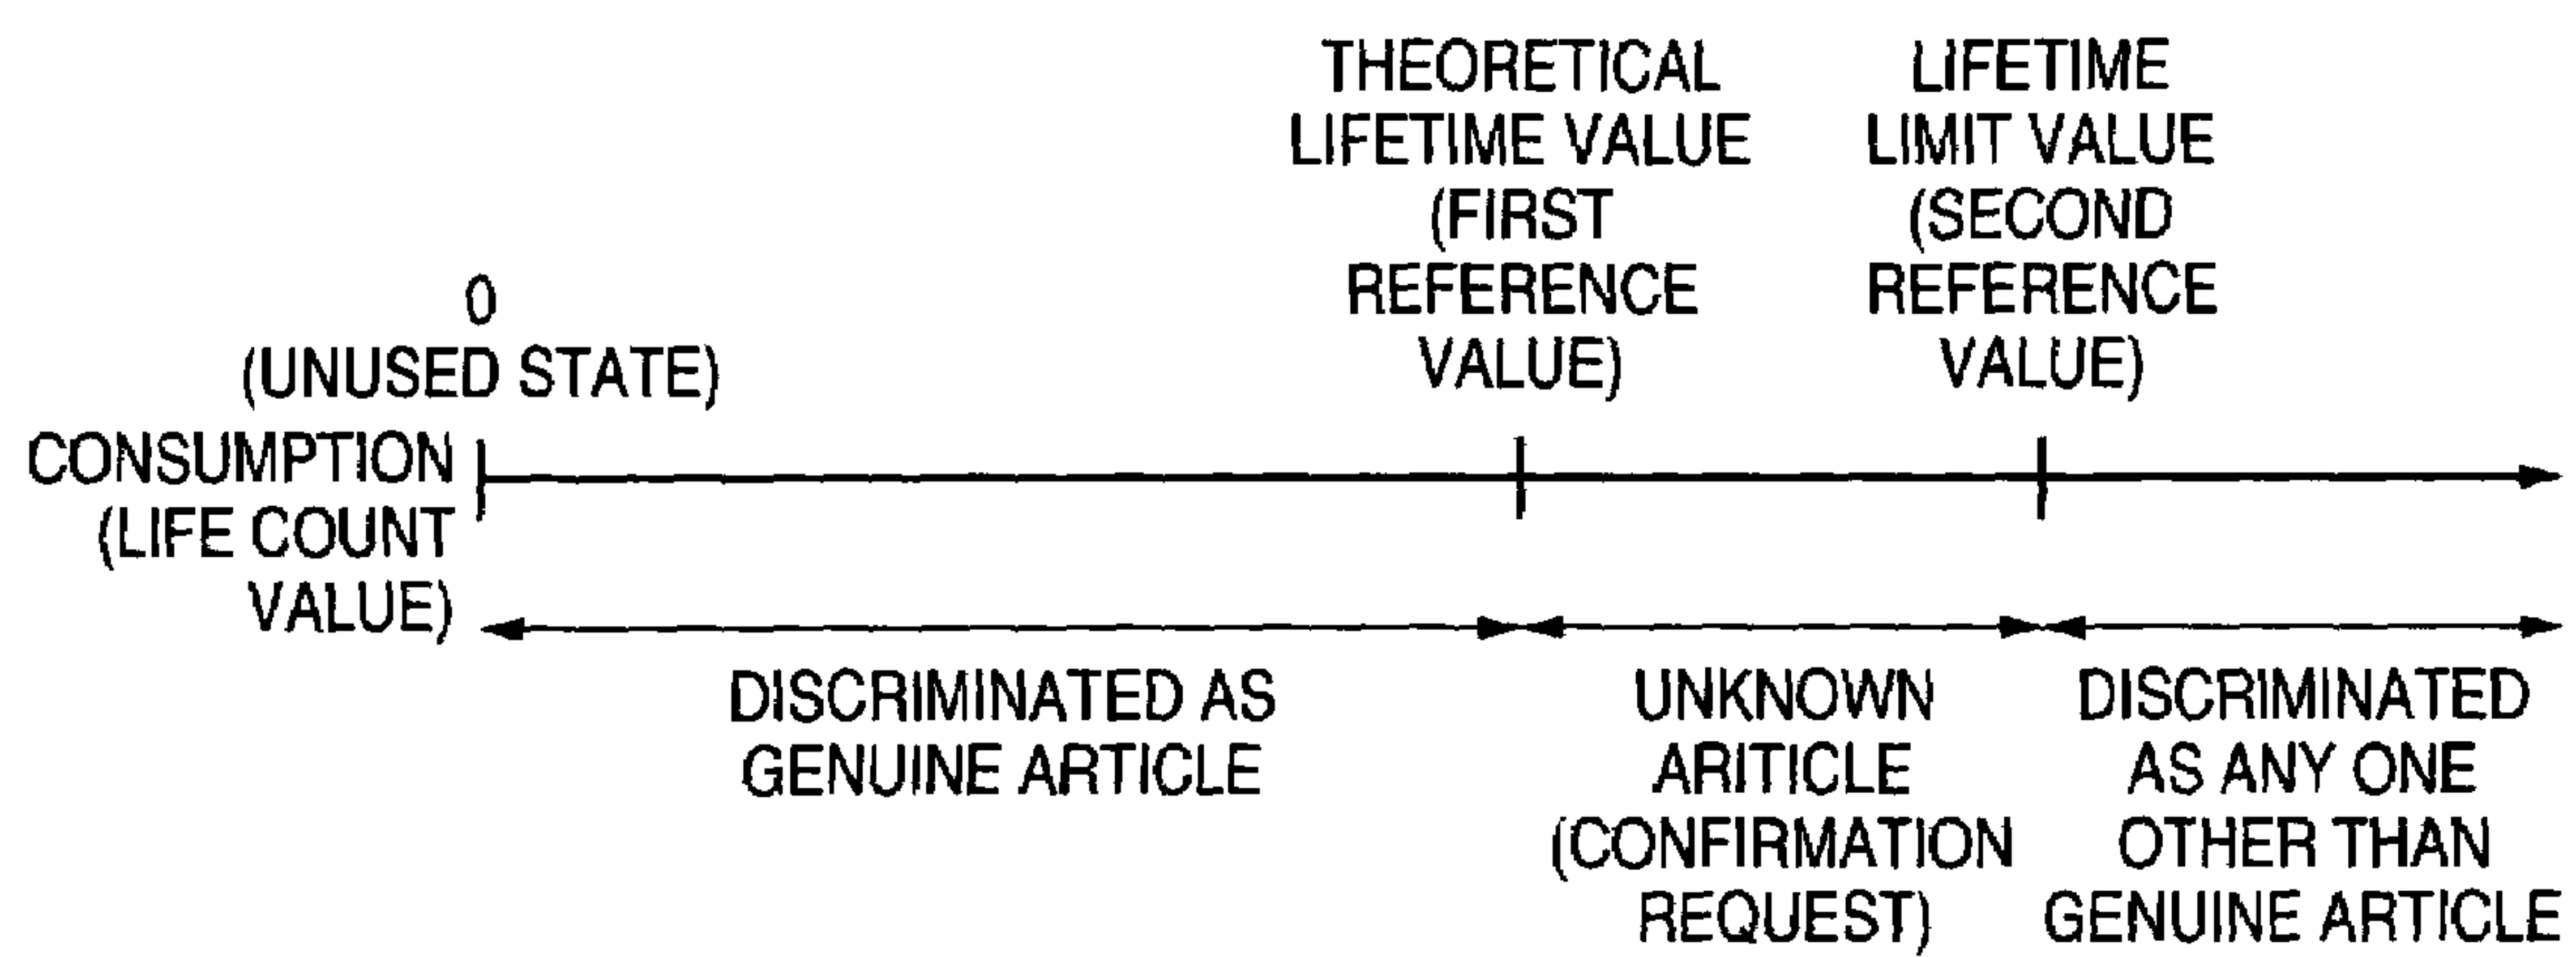 THEORETICAL
LIFETIME VALUE
(FIRST
REFERENCE
VALUE)
LIFETIME
LIMIT VALUE
(SECOND
REFERENCE
VALUE)
0
(UNUSED STATE)
CONSUMPTION
(LIFE COUNT
VALUE)
DISCRIMINATED AS
GENUINE ARTICLE
UNKNOWN
ARITICLE
(CONFIRMATION
REQUEST)
DISCRIMINATED
AS ANY ONE
OTHER THAN
GENUINE ARTICLE